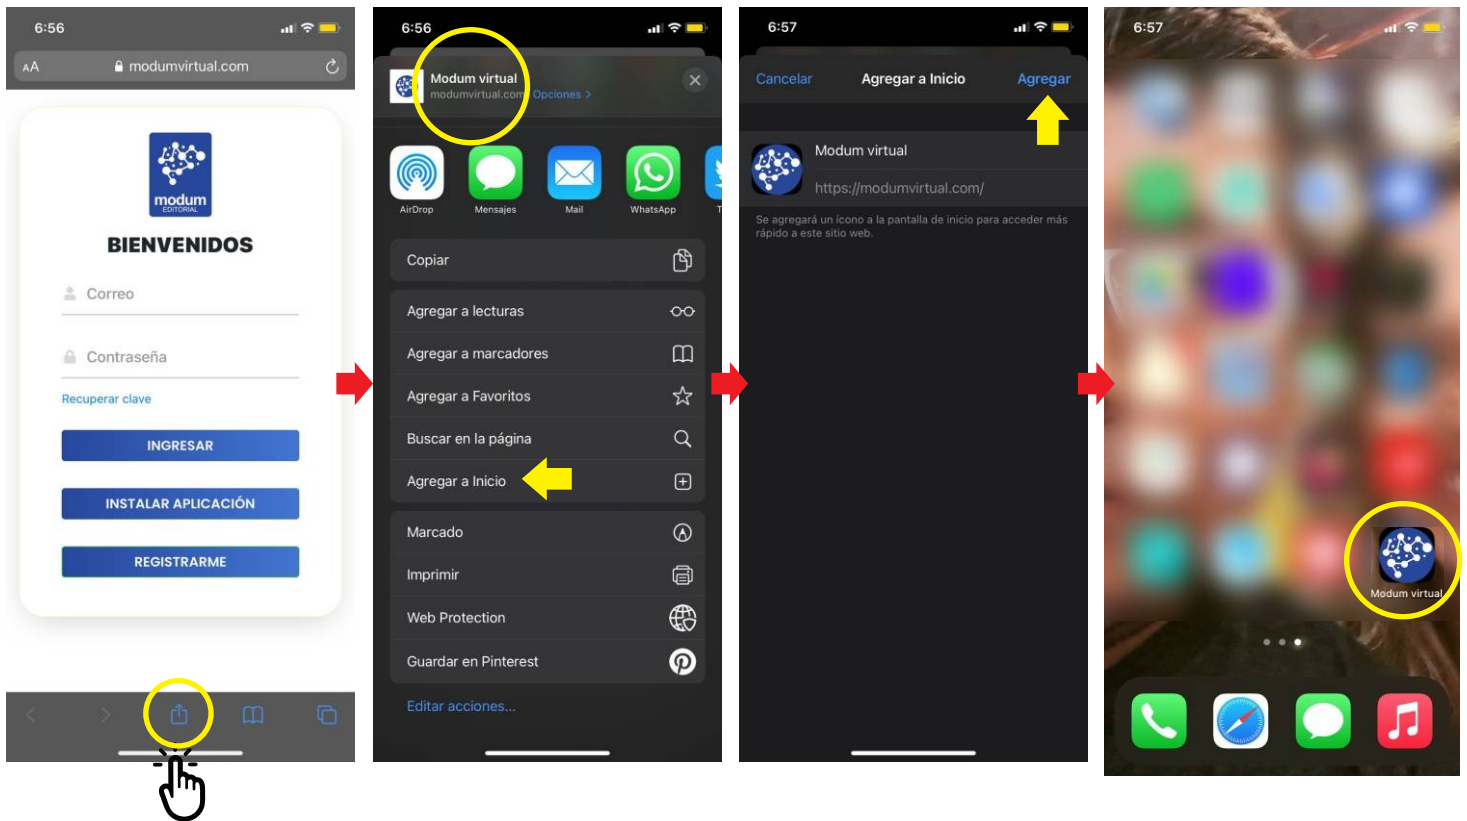 6:56
AA
modumvirtual.com
modum
EDITORIAL
BIENVENIDOS
Correo
Contraseña
Recuperar clave
INGRESAR
INSTALAR APLICACIÓN
REGISTRARME
6:56
Modum virtual
modumvirtual.com Opciones >
AirDrop
Mensajes
Mail
WhatsApp
T
Copiar
Agregar a lecturas
Agregar a marcadores
Agregar a Favoritos
Buscar en la página
Agregar a Inicio
Marcado
Imprimir
Web Protection
Guardar en Pinterest
Editar acciones...
6:57
Cancelar Agregar a Inicio Agregar
Modum virtual
https://modumvirtual.com/
Se agregará un ícono a la pantalla de inicio para acceder más
rápido a este sitio web.
6:57
Modum virtual